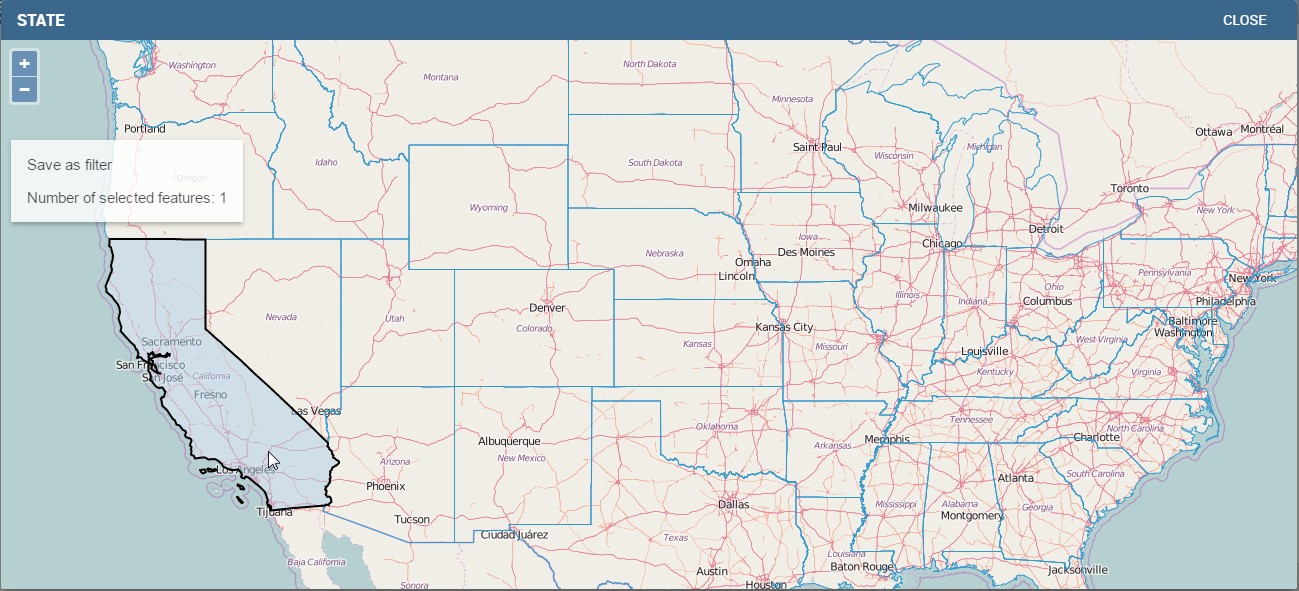 STATE
CLOSE
+
−
Save as filter
Number of selected features: 1
Washington
Montana
North Dakota
Minnesota
Portland
Ottawa
Montréal
Saint Paul
Wisconsin
Michigan
Idaho
South Dakota
Oregon
Toronto
Wyoming
Milwaukee
New York
Detroit
Iowa
Chicago
Nebraska
Des Moines
Omaha
Lincoln
Pennsylvania
New York
Ohio
Illinois
Indiana
Columbus
Philadelphia
Denver
Nevada
Utah
Colorado
Kansas City
Baltimore
Washington
Sacramento
Kansas
Missouri
West Virginia
Louisville
San Francisco
San José
California
Kentucky
Virginia
Fresno
Las Vegas
Tennessee
Oklahoma
North Carolina
Albuquerque
Arkansas
Memphis
Charlotte
New Mexico
Arizona
Los Angeles
South Carolina
Atlanta
Phoenix
Dallas
Mississippi
Alabama
Georgia
Tijuana
Tucson
Montgomery
Ciudad Juárez
Texas
Louisiana
Baja California
Baton Rouge
Austin
Jacksonville
Sonora
Houston